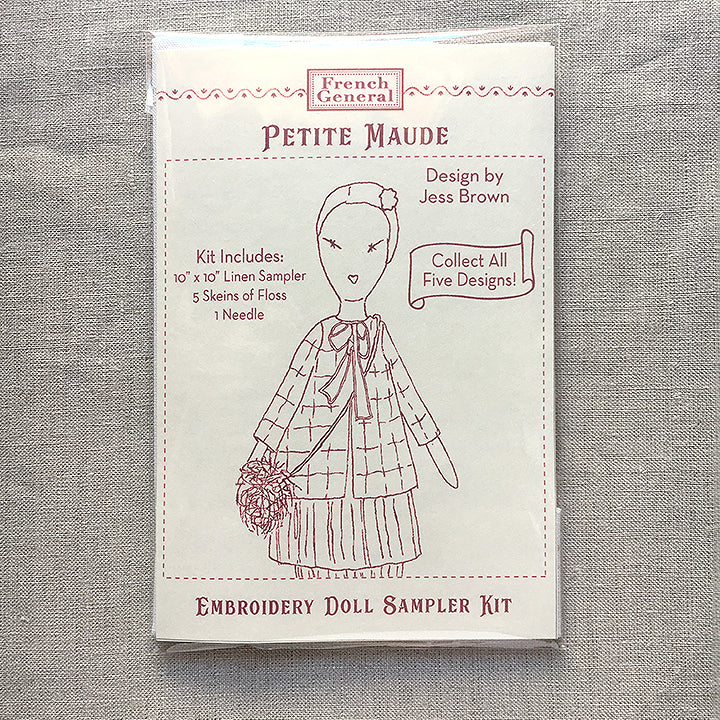 French
General
PETITE MAUDE
Design by
Jess Brown
Kit Includes:
10" x 10" Linen Sampler
5 Skeins of Floss
1 Needle
Collect All
Five Designs!
EMBROIDERY DOLL SAMPLER KIT